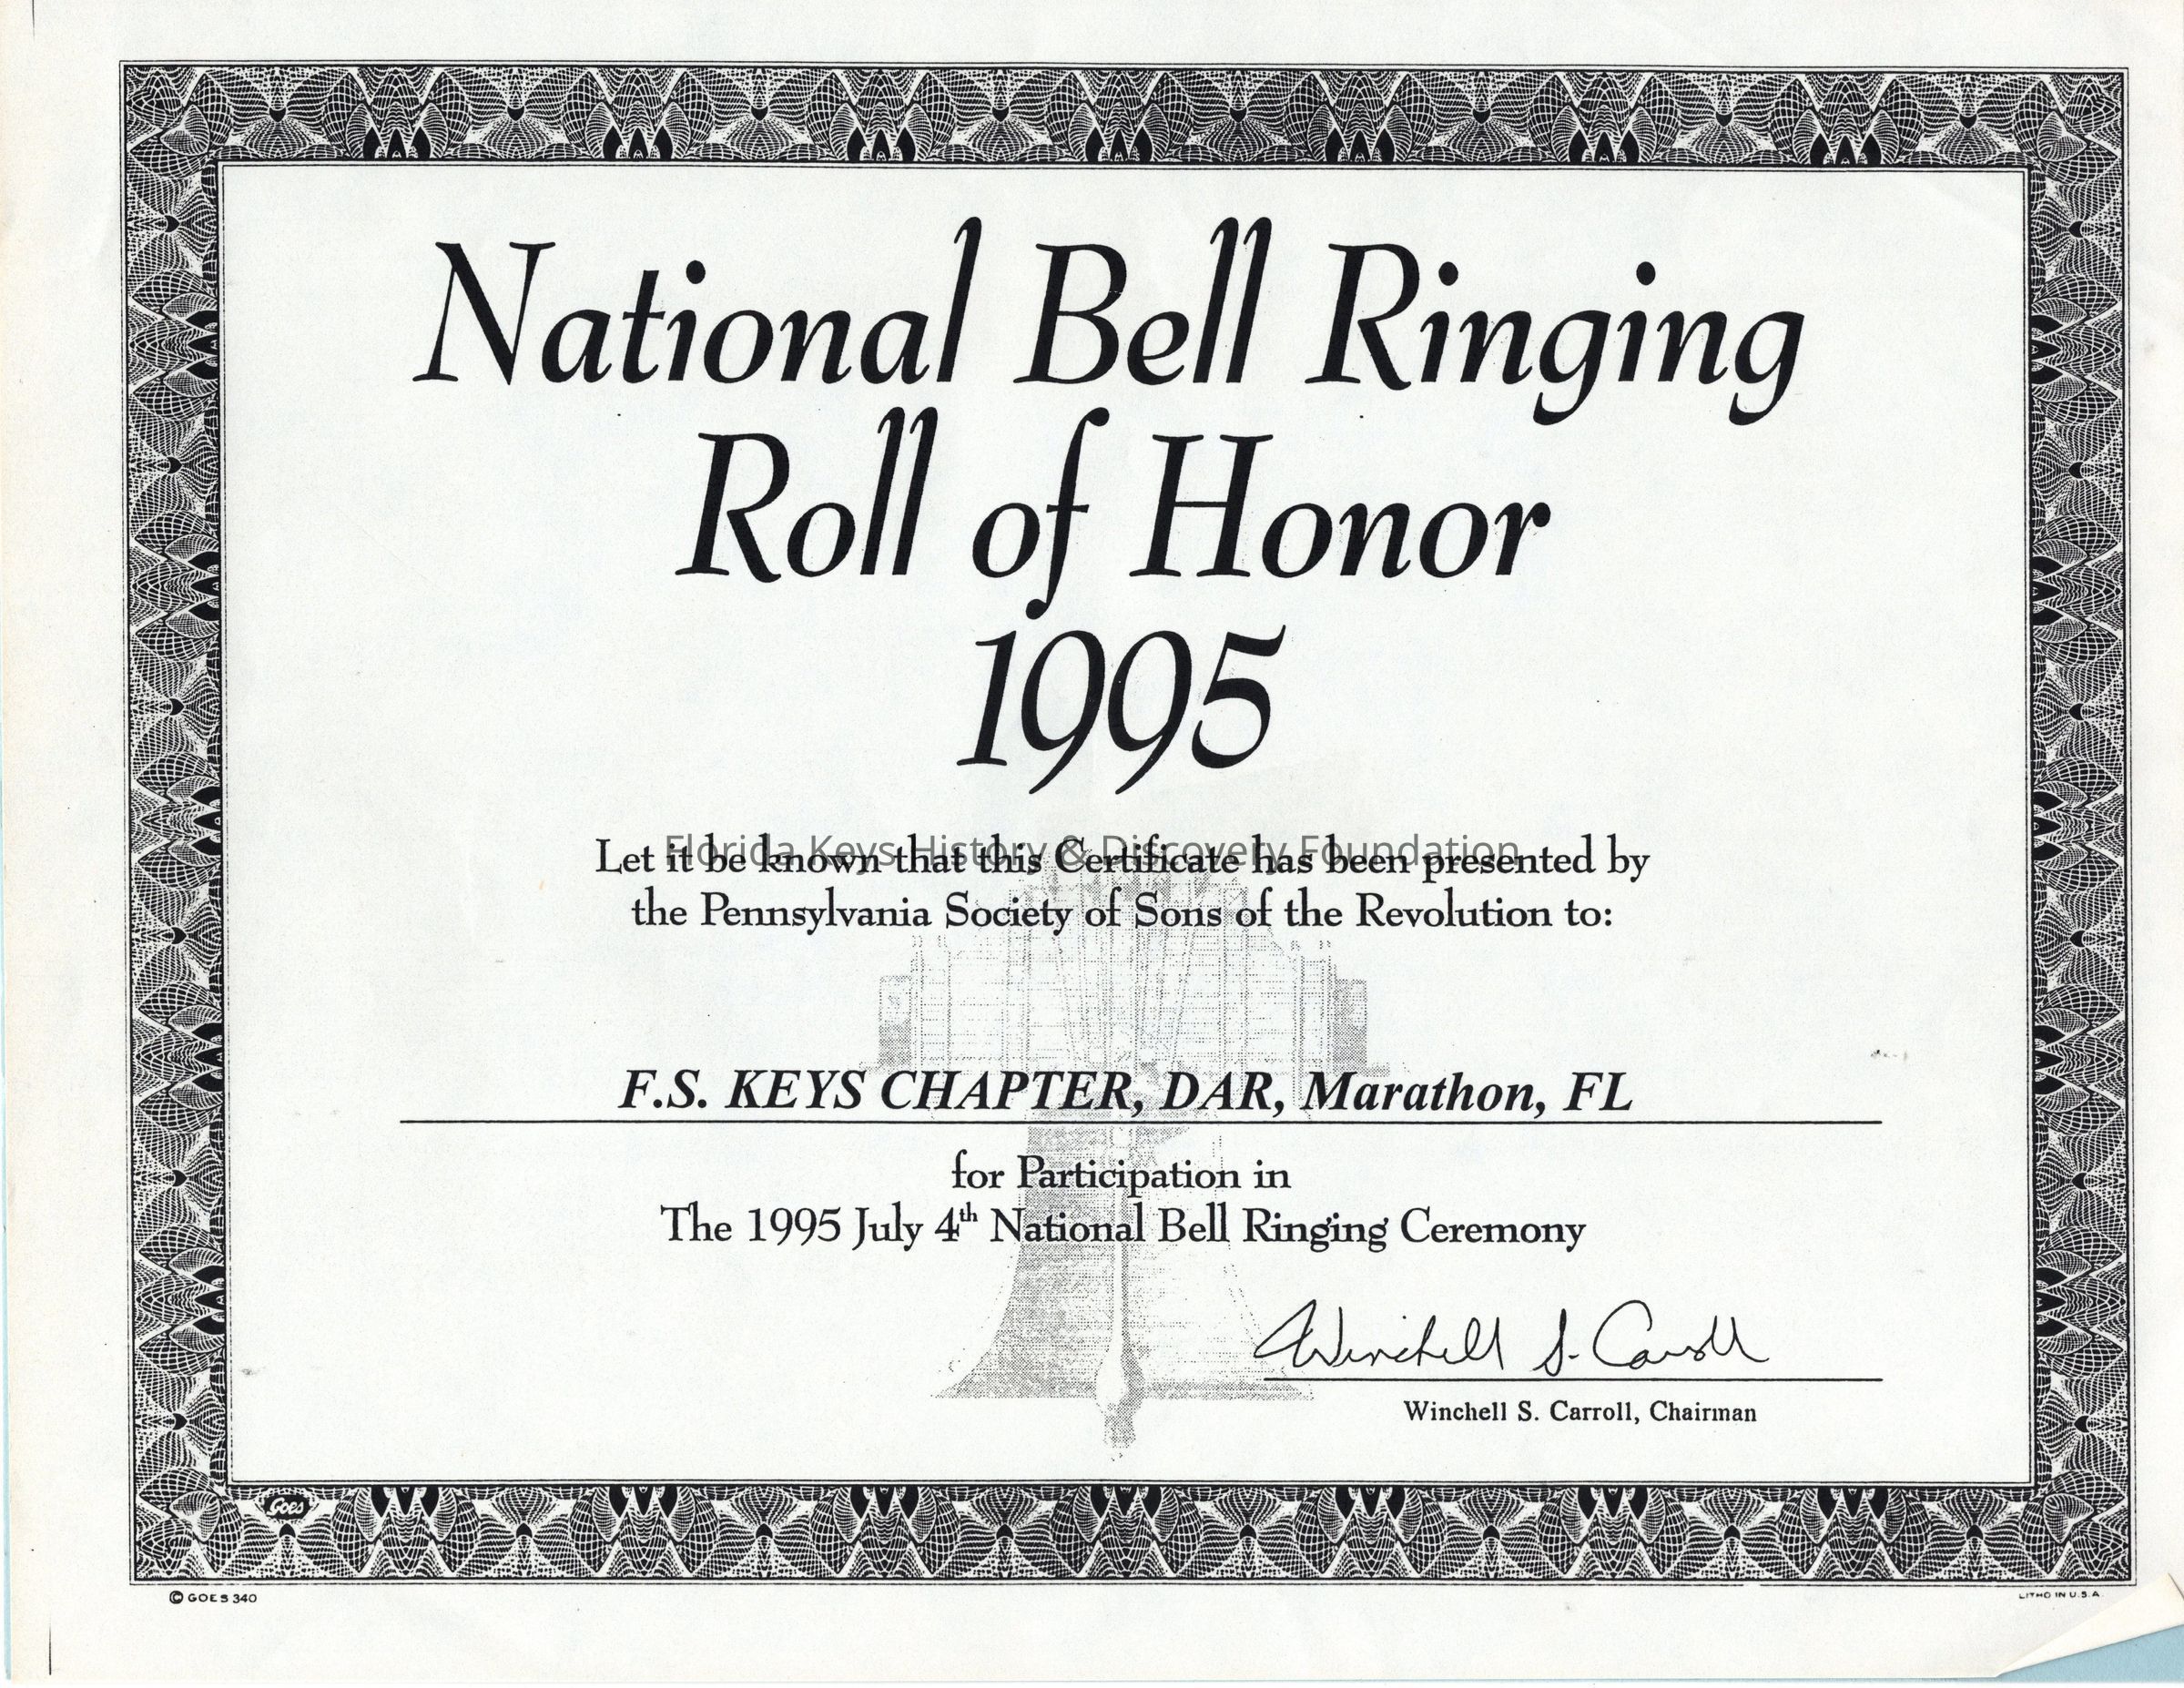 National Bell Ringing
Roll of Honor
1995
Florida Keys History & Discovery Foundation
Let it be known that this Certificate has been presented by
the Pennsylvania Society of Sons of the Revolution to:
F.S. KEYS CHAPTER, DAR, Marathon, FL
for Participation in
The 1995 July 4th National Bell Ringing Ceremony
Winchell S. Carroll
Winchell S. Carroll, Chairman
Goes
© GOES 340
LITHO IN U.S.A.